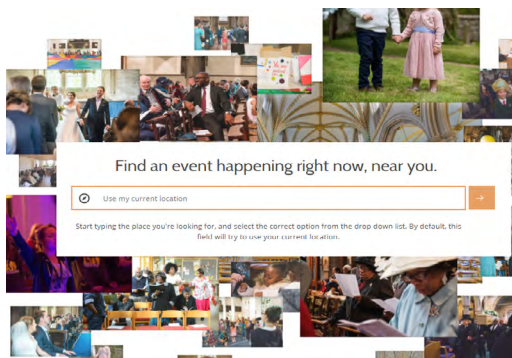 Find an event happening right now, near you.
Use my current location
Start typing the place you're looking for, and select the correct option from the drop down list. By default, this
field will try to use your current location.